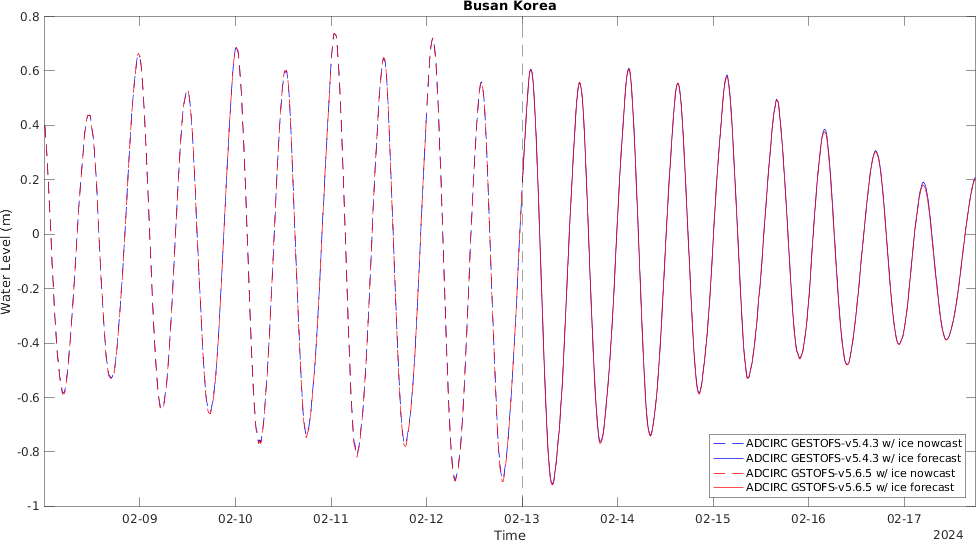 Busan Korea
0.8
0.6
0.4
0.2
0
-0.2
-0.4
-0.6
-0.8
-1
Water Level (m)
ADCIRC GESTOFS-v5.4.3 w/ ice nowcast
ADCIRC GESTOFS-v5.4.3 w/ ice forecast
ADCIRC GSTOFS-v5.6.5 w/ ice nowcast
ADCIRC GSTOFS-v5.6.5 w/ ice forecast
02-09 02-10 02-11 02-12 02-13 02-14 02-15 02-16 02-17
Time
2024